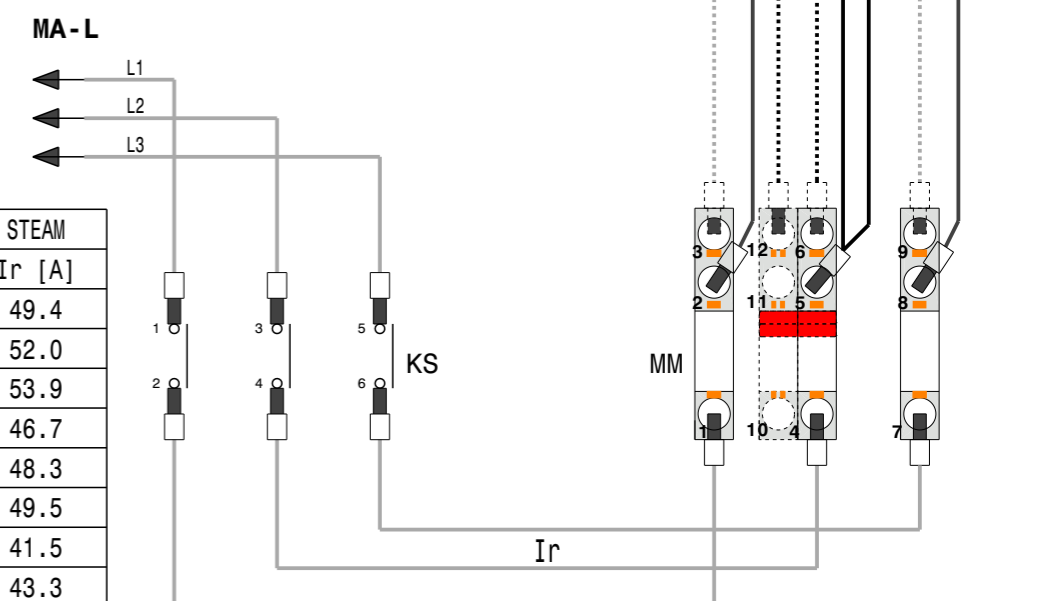 MA-L
L1
L2
L3
STEAM
Ir [A]
49.4
52.0
53.9
46.7
48.3
49.5
41.5
43.3
1 3 5
KS
2 4 6
MM
3 12 6 9
2 11 5 8
1 10 4 7
Ir